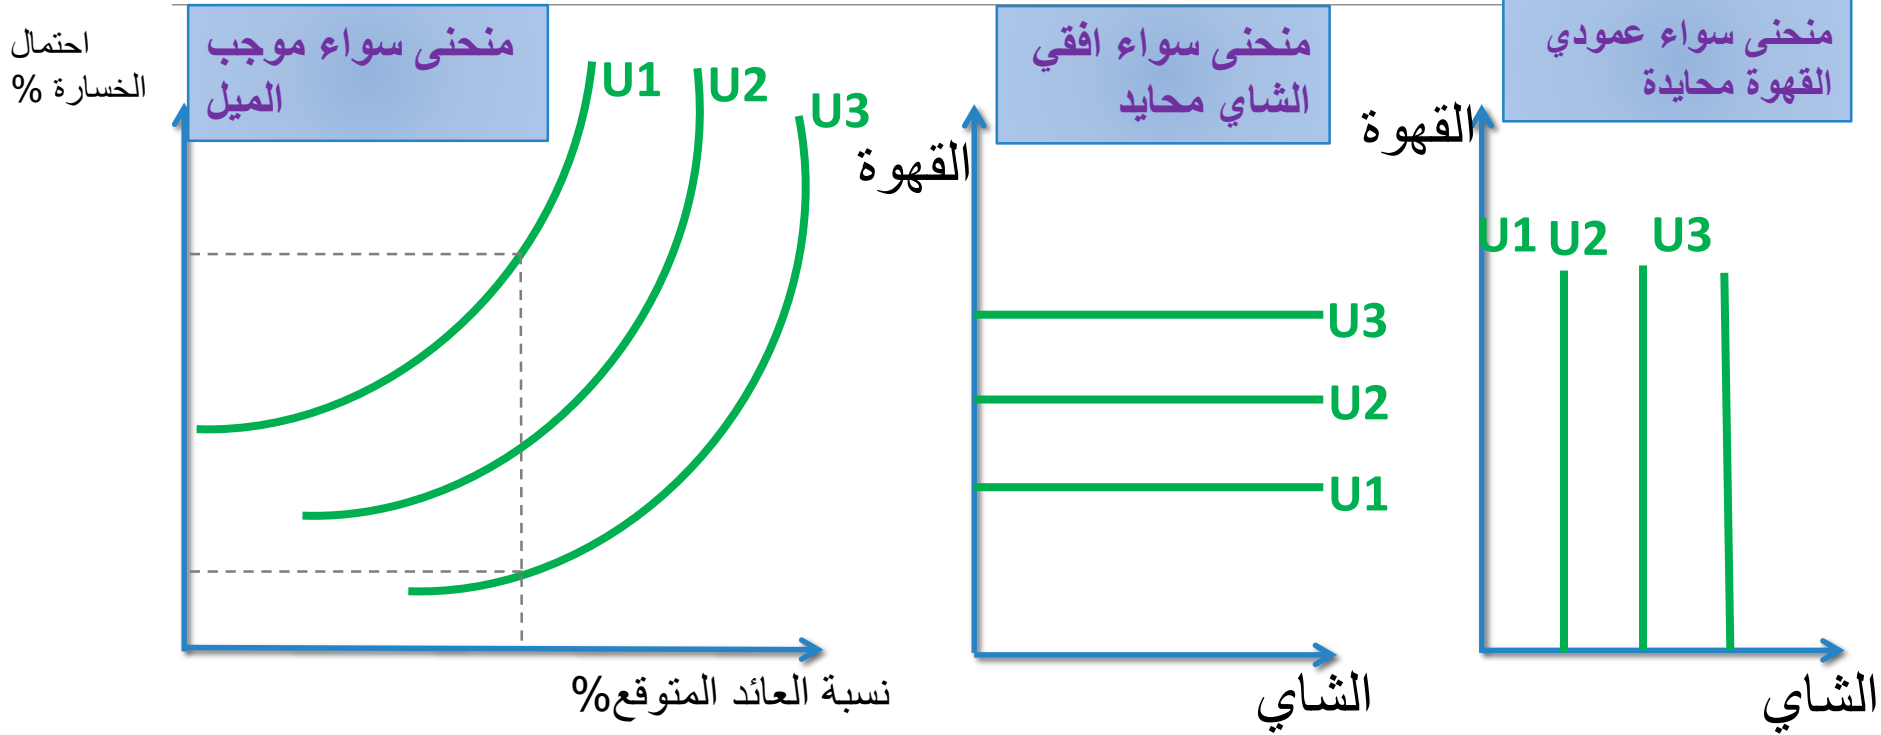 احتمال
الخسارة %
منحنى سواء موجب
الميل
U1
U2
U3
نسبة العائد المتوقع%
منحنى سواء افقي
الشاي محايد
القهوة
U3
U2
U1
الشاي
منحنى سواء عمودي
القهوة محايدة
القهوة
U1 U2 U3
الشاي